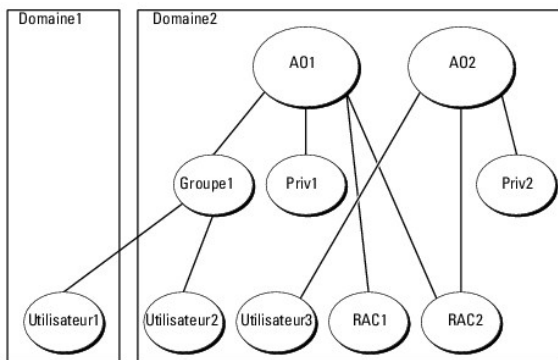 Domaine1
Domaine2
AO1
AO2
Groupe1
Priv1
Priv2
Utilisateur1
Utilisateur2
Utilisateur3
RAC1
RAC2